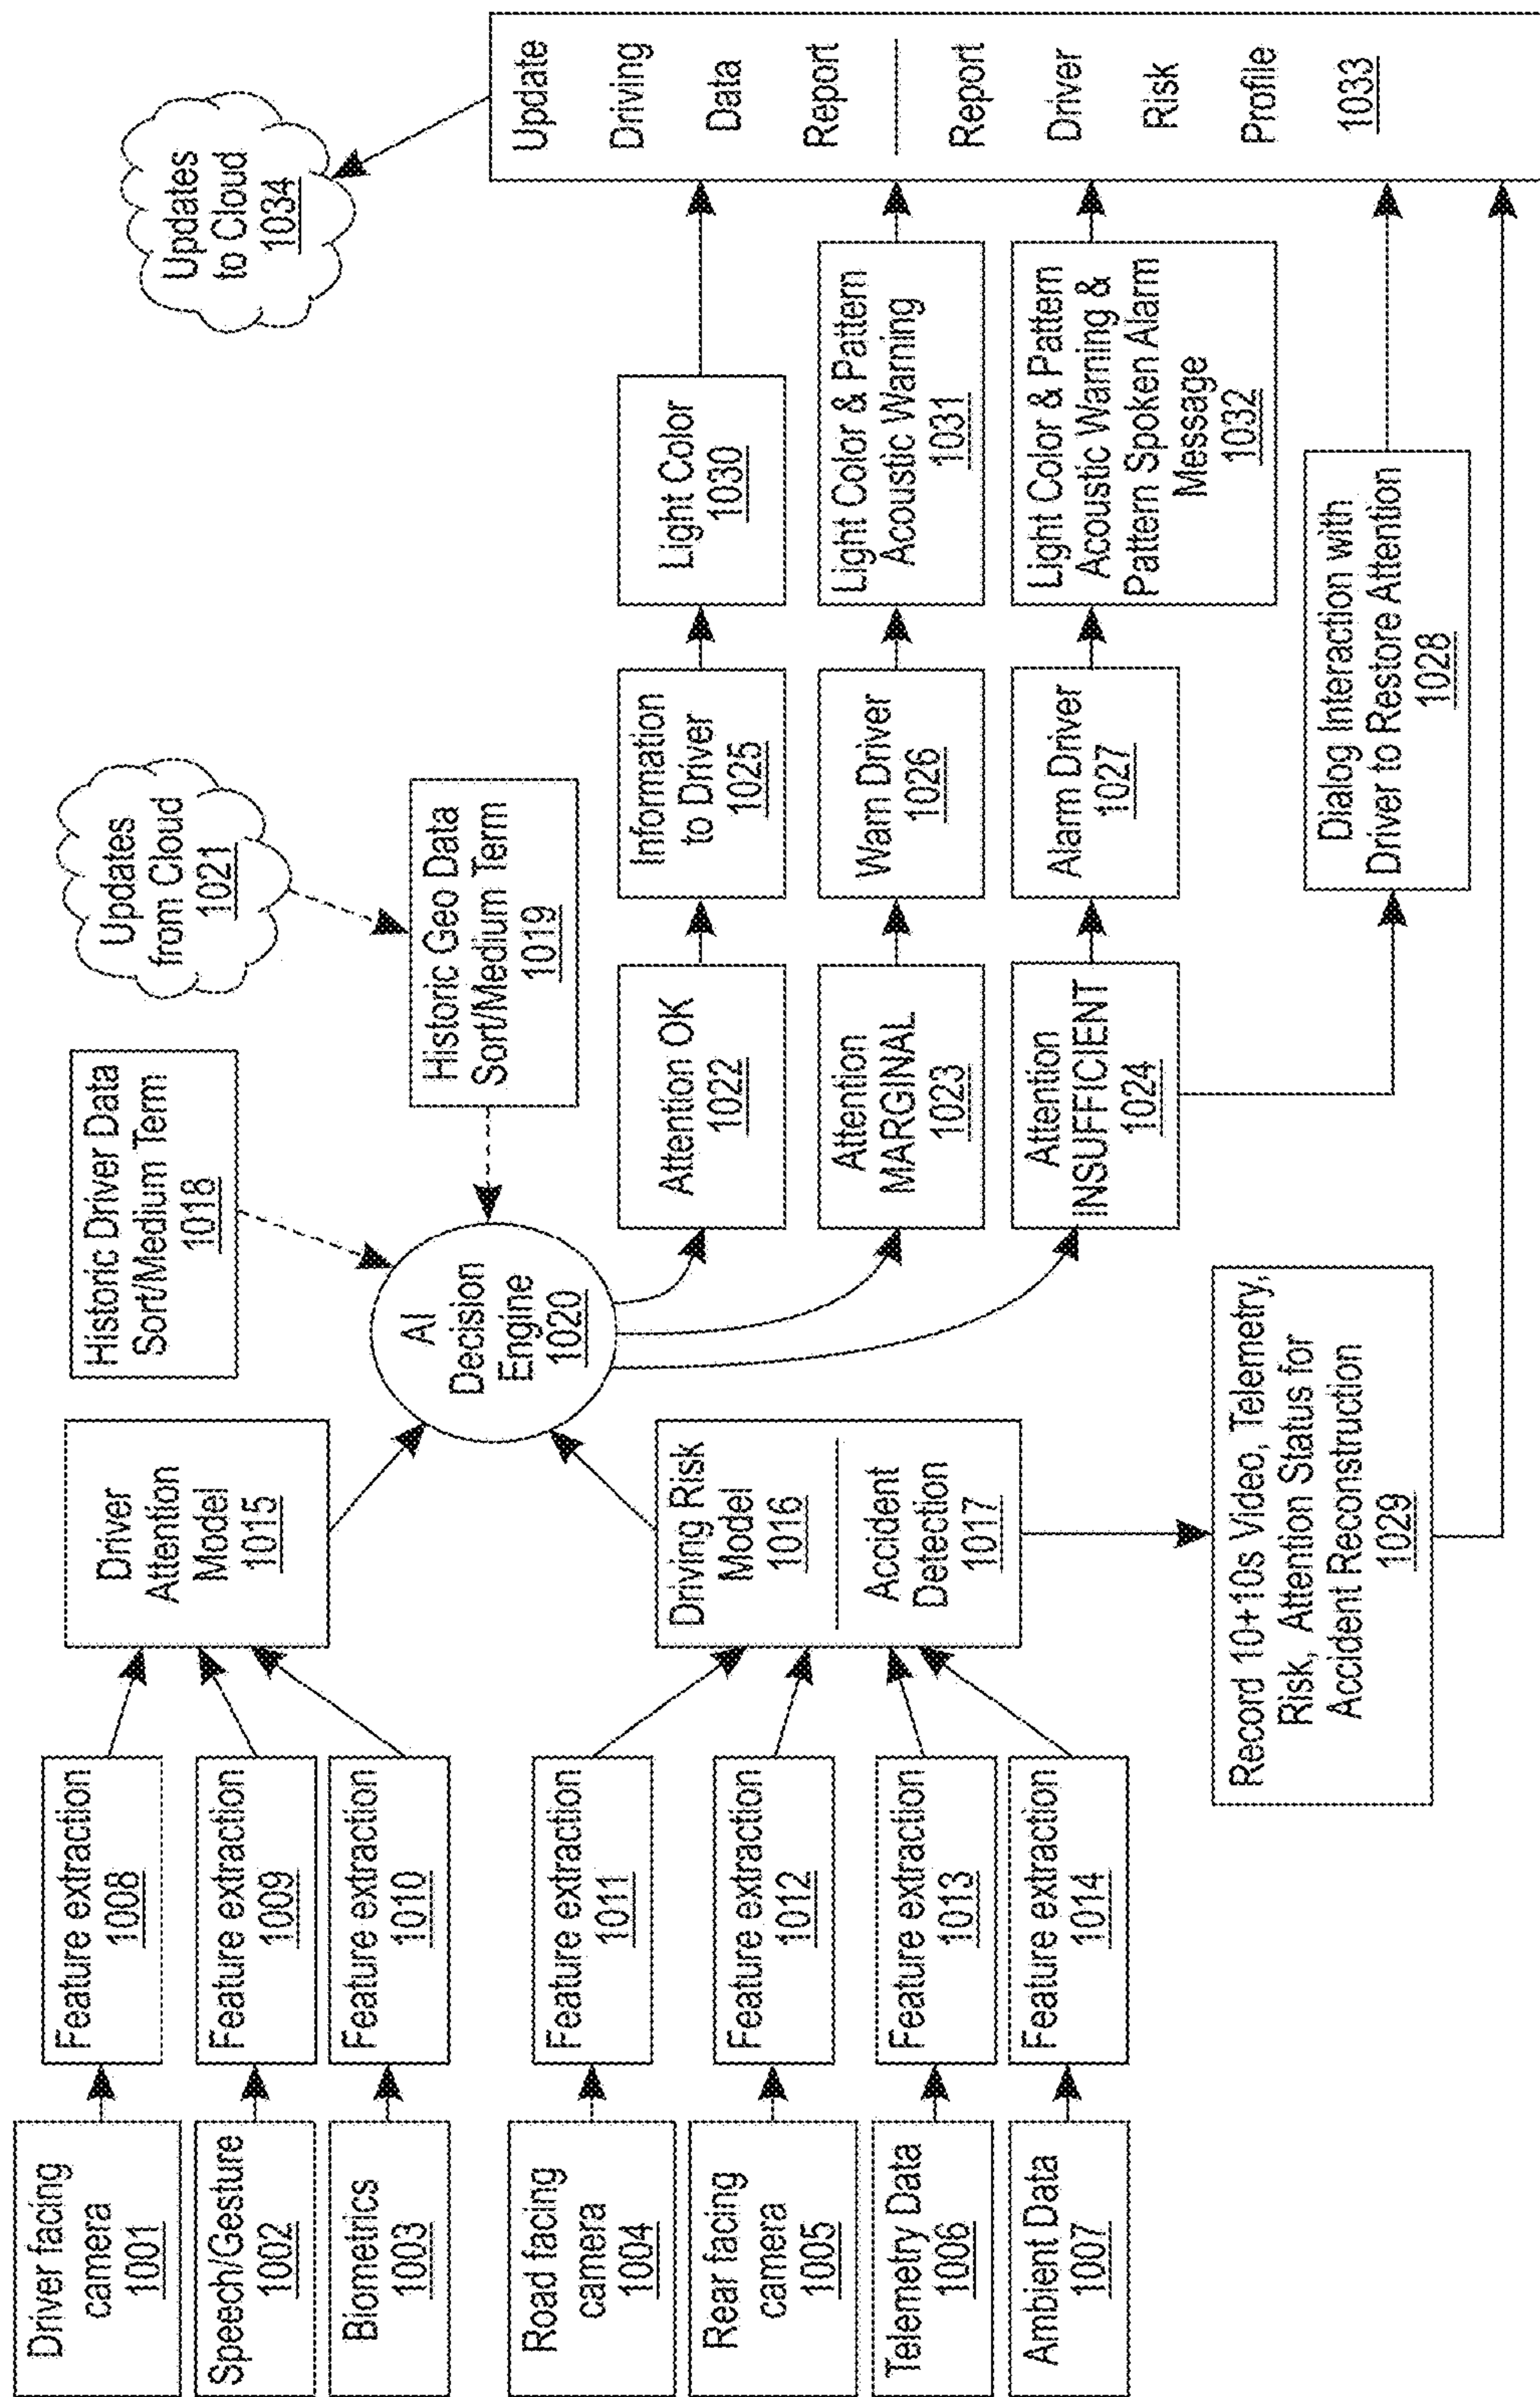 Driver facing
camera
1001
Speech/Gesture
1002
Biometrics
1003
Road facing
camera
1004
Rear facing
camera
1005
Telemetry Data
1006
Ambient Data
1007
Feature extraction
1008
Feature extraction
1009
Feature extraction
1010
Feature extraction
1011
Feature extraction
1012
Feature extraction
1013
Feature extraction
1014
Driver
Attention
Model
1015
Driving Risk
Model
1016
Accident
Detection
1017
Historic Driver Data
Sort/Medium Term
1018
Updates
from Cloud
1021
Historic Geo Data
Sort/Medium Term
1019
AI
Decision
Engine
1020
Record 10+10s Video, Telemetry,
Risk, Attention Status for
Accident Reconstruction
1029
Attention OK
1022
Attention
MARGINAL
1023
Attention
INSUFFICIENT
1024
Information
to Driver
1025
Warn Driver
1026
Alarm Driver
1027
Dialog Interaction with
Driver to Restore Attention
1028
Light Color
1030
Light Color & Pattern
Acoustic Warning
1031
Light Color & Pattern
Acoustic Warning &
Pattern Spoken Alarm
Message
1032
Updates
to Cloud
1034
Update
Driving
Data
Report
Report
Driver
Risk
Profile
1033